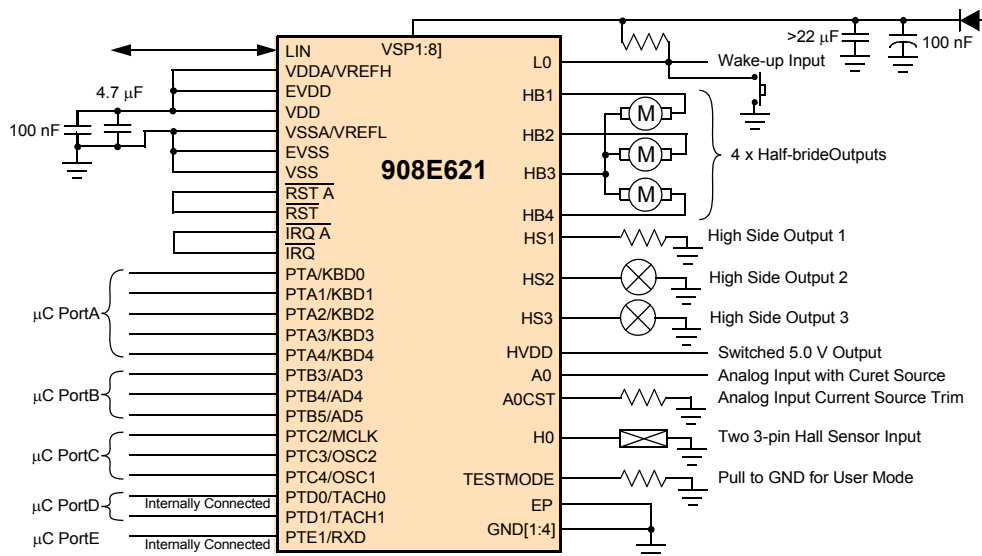 VSP1:8]
>22 μF
100 nF
LIN
L0
Wake-up Input
VDDA/VREFH
EVDD
VDD
4.7 μF
100 nF
VSSA/VREFL
EVSS
VSS
908E621
HB1
HB2
HB3
HB4
M
M
M
4 x Half-brideOutputs
RST A
RST
IRQ A
IRQ
HS1
High Side Output 1
HS2
High Side Output 2
HS3
High Side Output 3
μC PortA
PTA/KBD0
PTA1/KBD1
PTA2/KBD2
PTA3/KBD3
PTA4/KBD4
HVDD
Switched 5.0 V Output
μC PortB
PTB3/AD3
PTB4/AD4
PTB5/AD5
A0
Analog Input with Curet Source
A0CST
Analog Input Current Source Trim
μC PortC
PTC2/MCLK
PTC3/OSC2
PTC4/OSC1
H0
Two 3-pin Hall Sensor Input
TESTMODE
Pull to GND for User Mode
μC PortD
Internally Connected
PTD0/TACH0
PTD1/TACH1
EP
GND[1:4]
μC PortE
Internally Connected
PTE1/RXD